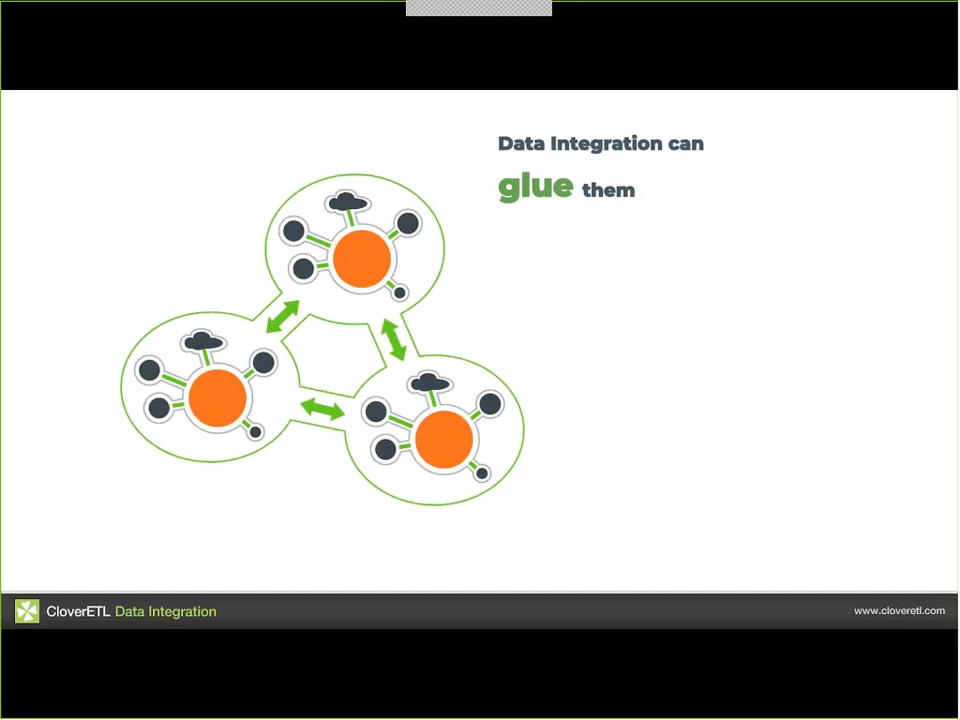 Data Integration can
glue them
CloverETL Data Integration
www.cloveretl.com